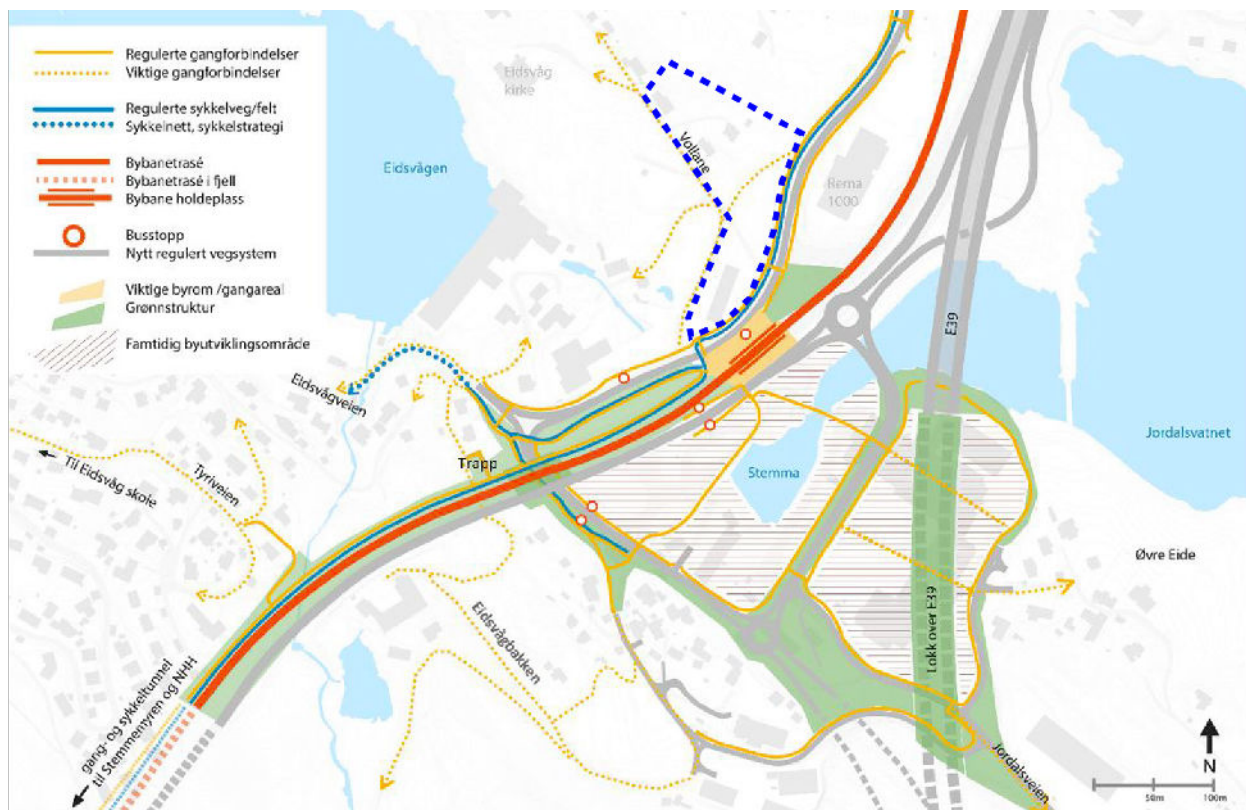 Regulerte gangforbindelser
Viktige gangforbindelser
Regulerte sykkelveg/felt
Sykkelnett, sykkelstrategi
Bybanetrasé
Bybanetrasé i fjell
Bybane holdeplass
Busstopp
Nytt regulert vegsystem
Viktige byrom /gangareal
Grønnstruktur
Famtidig byutviklingsområde
Eidsvåg
kirke
Eidsvågen
Vollane
Rema
1000
E39
Eidsvågveien
Jordalsvatnet
Til Eidsvåg skole
Tyriveien
Trapp
Stemma
Øvre Eide
Eidsvågbakken
Lokk over E39
gang- og sykkeltunnel
til Stemmemyren og NHH
Jordalsveien
N
50m
100m